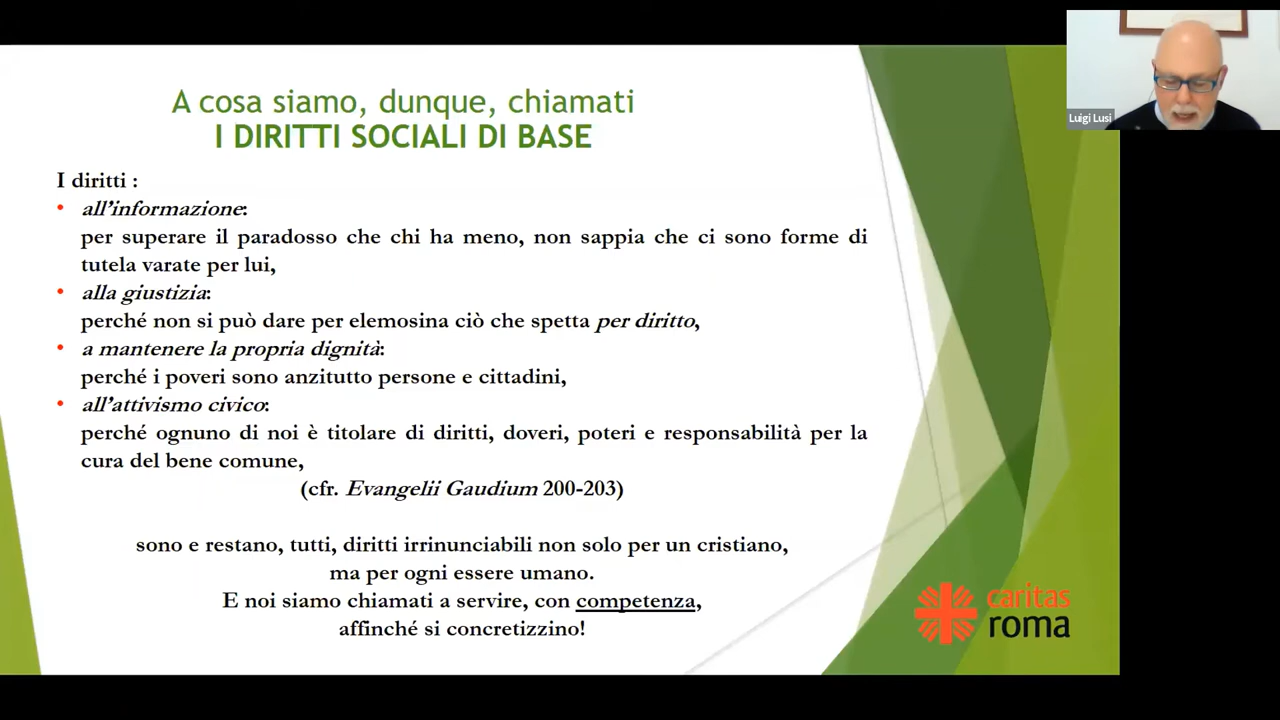 A cosa siamo, dunque, chiamati
I DIRITTI SOCIALI DI BASE
I diritti :
• all'informazione:
per superare il paradosso che chi ha meno, non sappia che ci sono forme di
tutela varate per lui,
• alla giustizia:
perché non si può dare per elemosina ciò che spetta per diritto,
• a mantenere la propria dignità:
perché i poveri sono anzitutto persone e cittadini,
• all'attivismo civico:
perché ognuno di noi è titolare di diritti, doveri, poteri e responsabilità per la
cura del bene comune,
(cfr. Evangelii Gaudium 200-203)
sono e restano, tutti, diritti irrinunciabili non solo per un cristiano,
ma per ogni essere umano.
E noi siamo chiamati a servire, con competenza,
affinché si concretizzino!
caritas
roma
Luigi Lusi